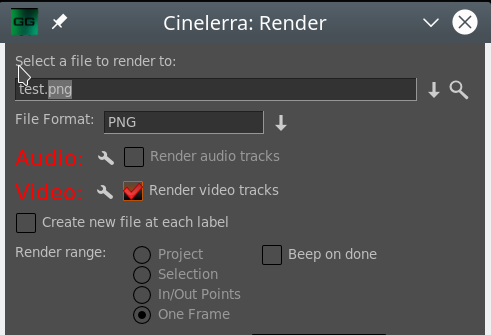 GG
Cinelerra: Render
Select a file to render to:
test.png
File Format: PNG
Audio: Render audio tracks
Video: Render video tracks
Create new file at each label
Render range: Project Beep on done
Selection
In/Out Points
One Frame